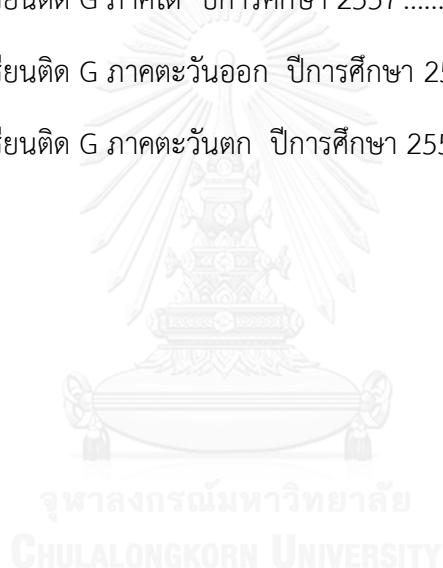 ยนติด G ภาคใต้ ปีการศึกษา 2557 ......
ยนติด G ภาคตะวันออก ปีการศึกษา 25
ยนติด G ภาคตะวันตก ปีการศึกษา 255
จุฬาลงกรณ์มหาวิทยาลัย
CHULALONGKORN UNIVERSITY